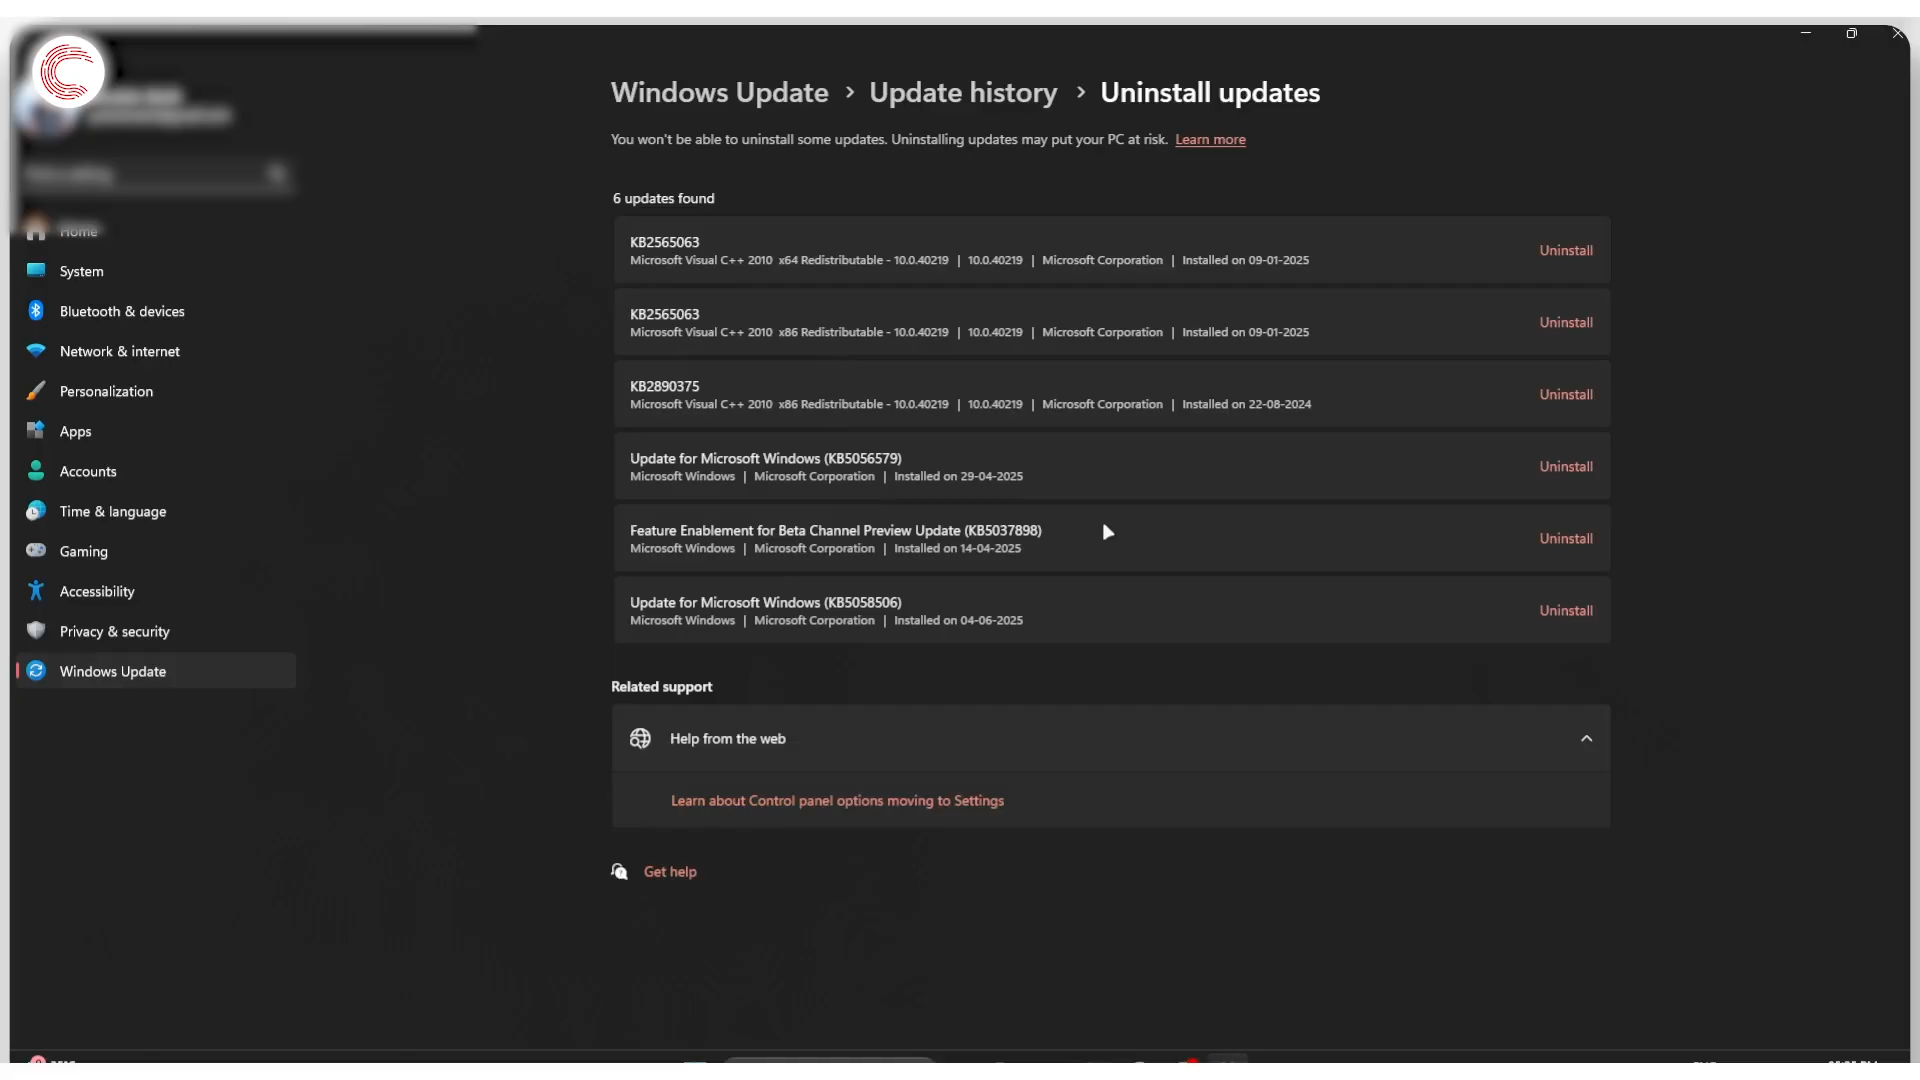 Windows Update > Update history > Uninstall updates
You won't be able to uninstall some updates. Uninstalling updates may put your PC at risk. Learn more
6 updates found
KB2565063
Microsoft Visual C++ 2010 x64 Redistributable - 10.0.40219 | 10.0.40219 | Microsoft Corporation | Installed on 09-01-2025
Uninstall
KB2565063
Microsoft Visual C++ 2010 x86 Redistributable - 10.0.40219 | 10.0.40219 | Microsoft Corporation | Installed on 09-01-2025
Uninstall
KB2890375
Microsoft Visual C++ 2010 x86 Redistributable - 10.0.40219 | 10.0.40219 | Microsoft Corporation | Installed on 22-08-2024
Uninstall
Update for Microsoft Windows (KB5056579)
Microsoft Windows | Microsoft Corporation | Installed on 29-04-2025
Uninstall
Feature Enablement for Beta Channel Preview Update (KB5037898)
Microsoft Windows | Microsoft Corporation | Installed on 14-04-2025
Uninstall
Update for Microsoft Windows (KB5058506)
Microsoft Windows | Microsoft Corporation | Installed on 04-06-2025
Uninstall
Related support
Help from the web
Learn about Control panel options moving to Settings
Get help
Home
System
Bluetooth & devices
Network & internet
Personalization
Apps
Accounts
Time & language
Gaming
Accessibility
Privacy & security
Windows Update